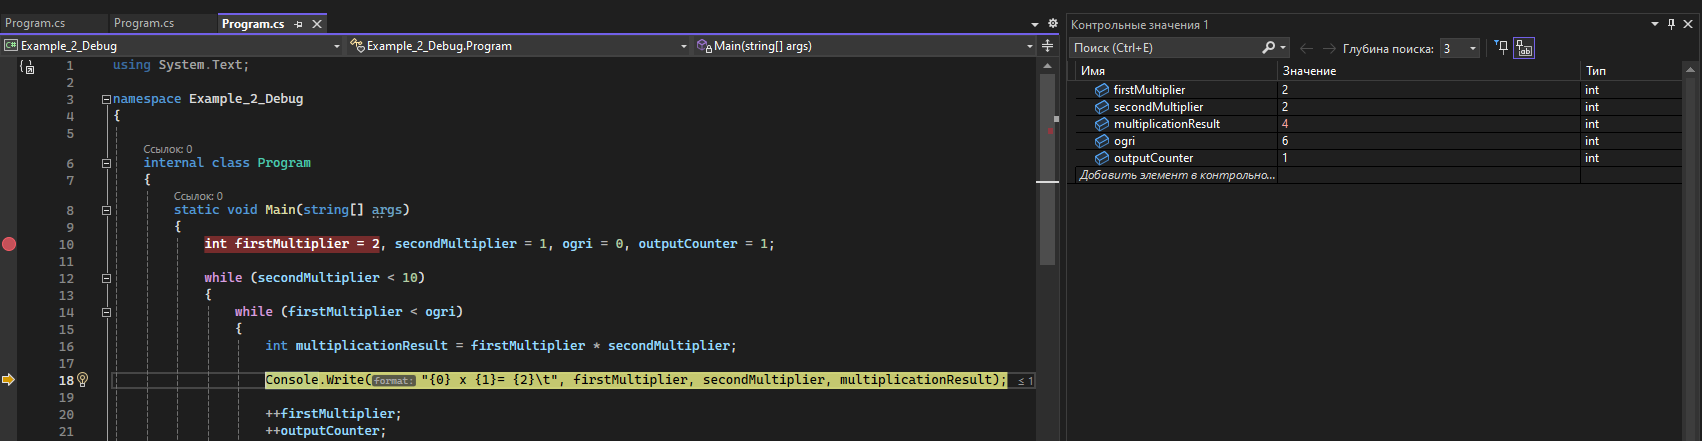 Program.cs Program.cs Program.cs
Example_2_Debug Example_2_Debug.Program Main(string[] args)
1 using System.Text;
2
3 namespace Example_2_Debug
4 {
5
Ссылок: 0
6 internal class Program
7 {
Ссылок: 0
8 static void Main(string[] args)
9 {
10 int firstMultiplier = 2, secondMultiplier = 1, ogri = 0, outputCounter = 1;
11
12 while (secondMultiplier < 10)
13 {
14 while (firstMultiplier < ogri)
15 {
16 int multiplicationResult = firstMultiplier * secondMultiplier;
17
18 Console.Write(format: "{0} x {1}= {2}\t", firstMultiplier, secondMultiplier, multiplicationResult); ≤ 1
19
20 ++firstMultiplier;
21 ++outputCounter;
Контрольные значения 1
Поиск (Ctrl+E) Глубина поиска: 3
Имя Значение Тип
firstMultiplier 2 int
secondMultiplier 2 int
multiplicationResult 4 int
ogri 6 int
outputCounter 1 int
Добавить элемент в контрольно...